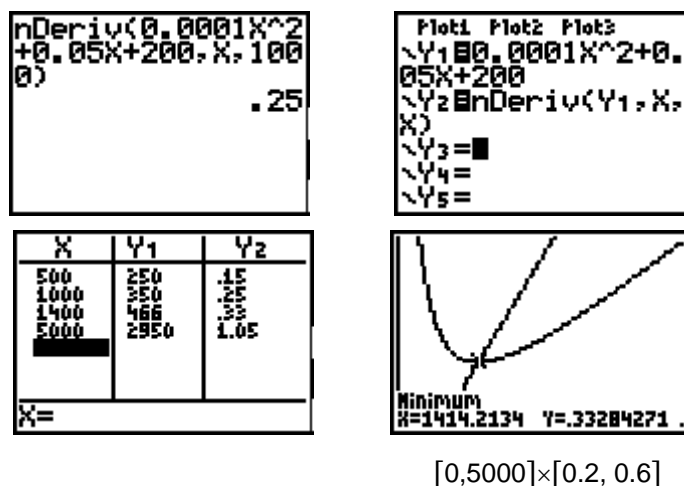 nDeriv(0.0001X^2
+0.05X+200,X,100
0)
.25
Plot1 Plot2 Plot3
\Y1=0.0001X^2+0.
05X+200
\Y2=nDeriv(Y1,X,
X)
\Y3=
\Y4=
\Y5=
X Y1 Y2
500 250 .15
1000 350 .25
1400 466 .33
5000 2950 1.05
X=
Minimum
X=1414.2134 Y=.33284271 .
[0,5000]×[0.2, 0.6]